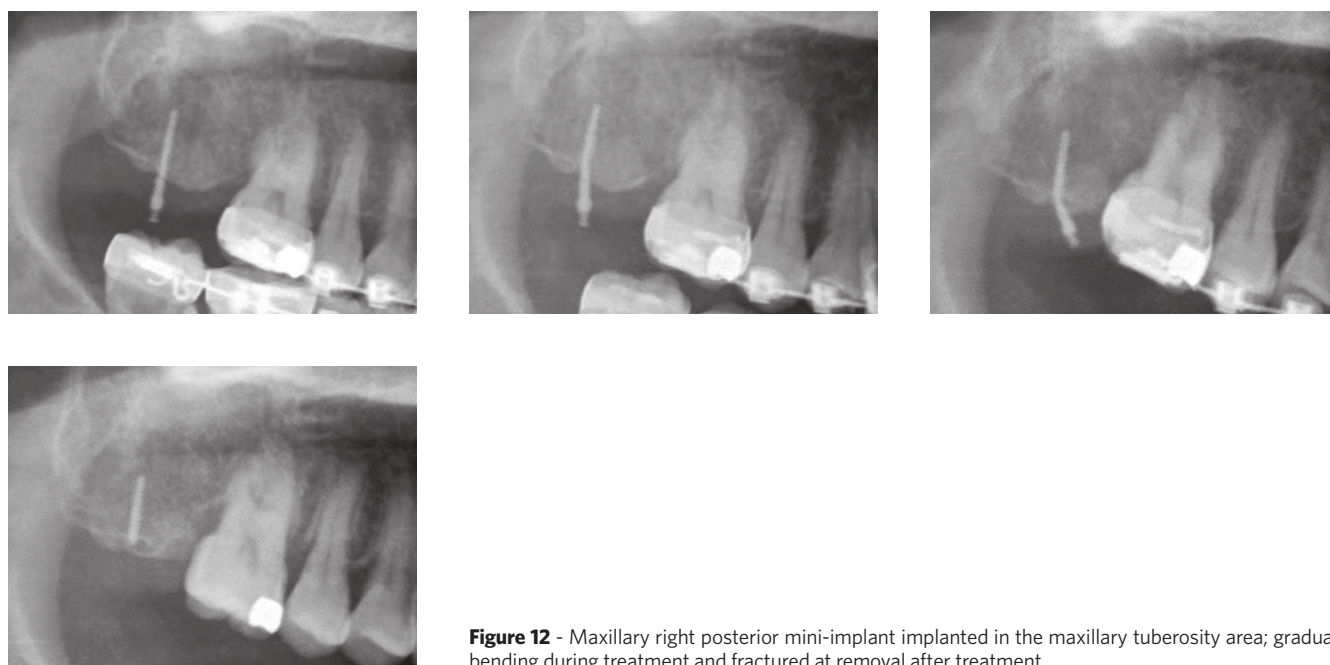 Figure 12 - Maxillary right posterior mini-implant implanted in the maxillary tuberosity area; gradua
bending during treatment and fractured at removal after treatment